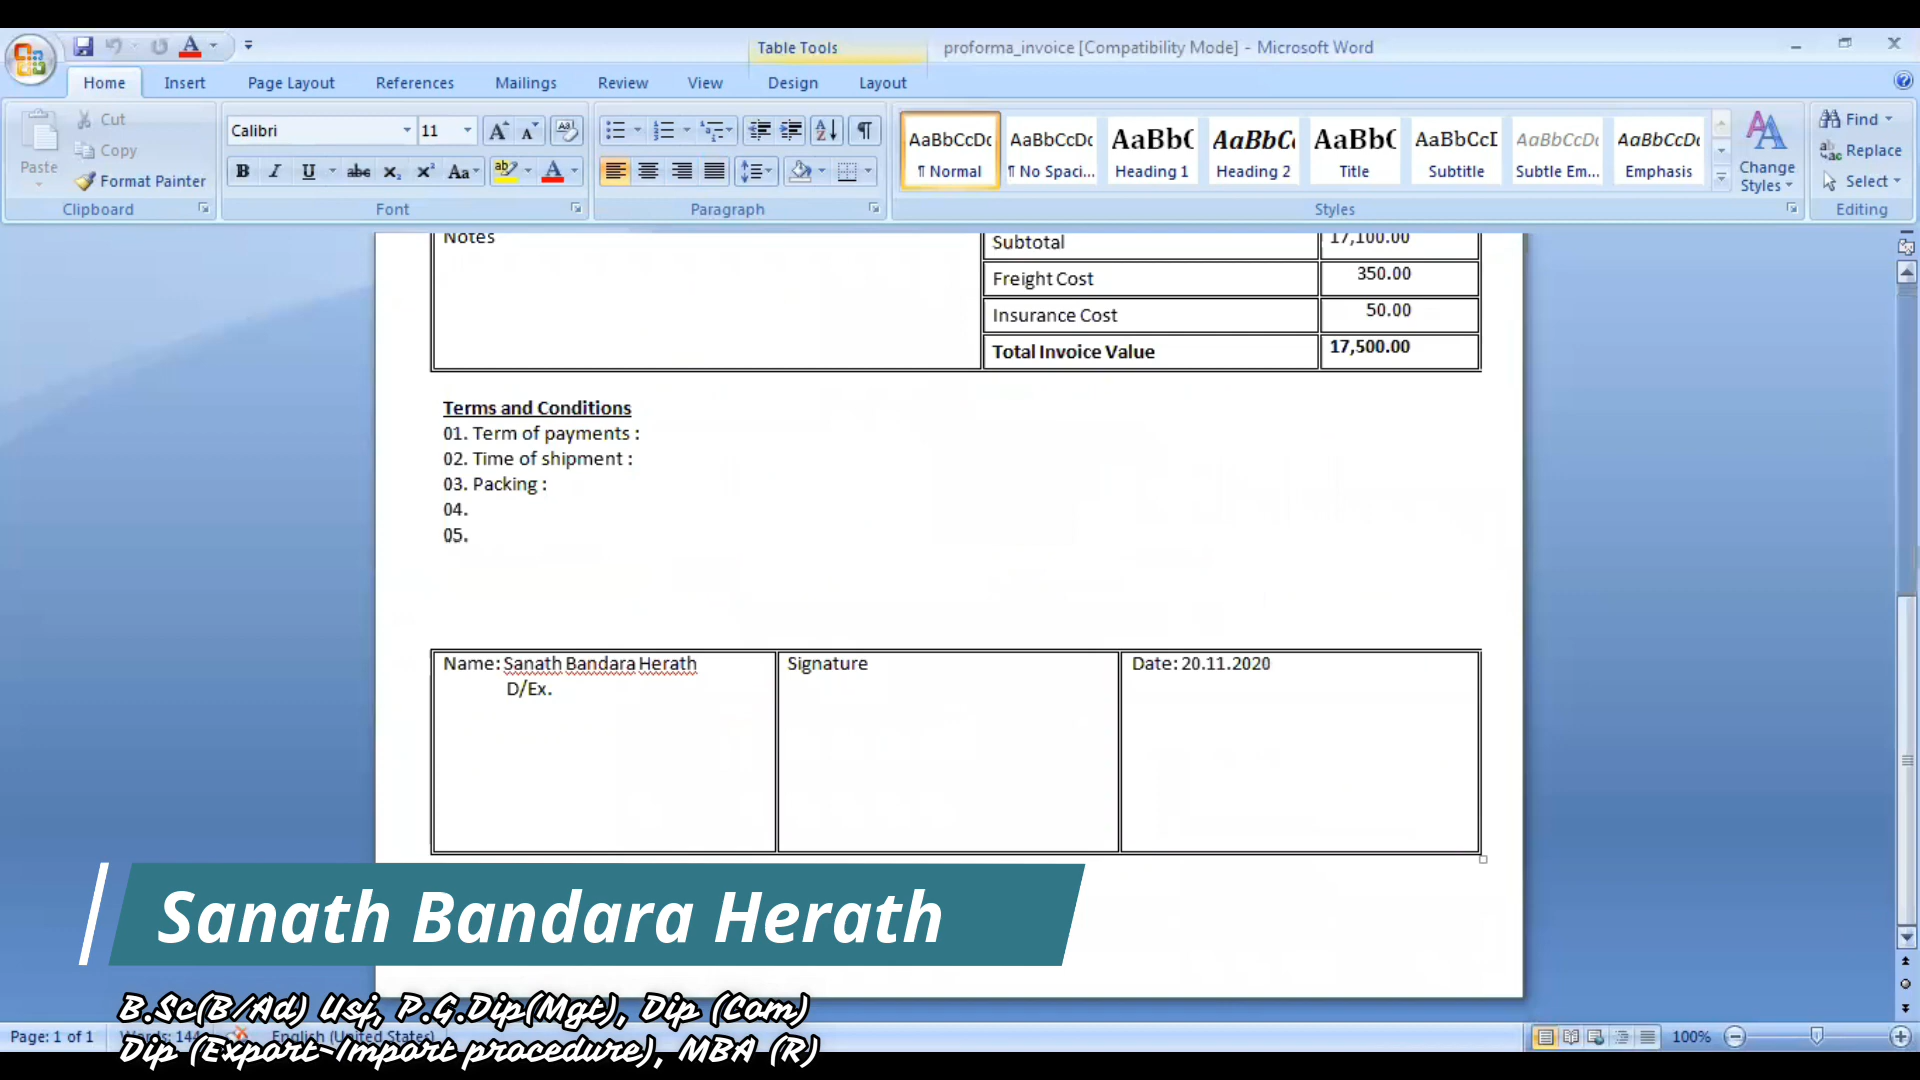 Table Tools
proforma_invoice [Compatibility Mode] - Microsoft Word
Home Insert Page Layout References Mailings Review View Design Layout
Paste
Cut
Copy
Format Painter
Clipboard
Calibri 11
Font
Paragraph
AaBbCcDc AaBbCcDc AaBbC AaBbC AaBbC AaBbCcI AaBbCcDc AaBbCcDc
¶ Normal ¶ No Spaci... Heading 1 Heading 2 Title Subtitle Subtle Em... Emphasis
Change Styles
Styles
Find
Replace
Select
Editing
Notes
Subtotal 17,100.00
Freight Cost 350.00
Insurance Cost 50.00
Total Invoice Value 17,500.00
Terms and Conditions
01. Term of payments :
02. Time of shipment :
03. Packing :
04.
05.
Name: Sanath Bandara Herath
D/Ex.
Signature
Date: 20.11.2020
Sanath Bandara Herath
B.Sc(B/Ad) Usj, P.G.Dip(Mgt), Dip (Com)
Dip (Export-Import procedure), MBA (R)
Page: 1 of 1 Words: 144 English (United States) 100%